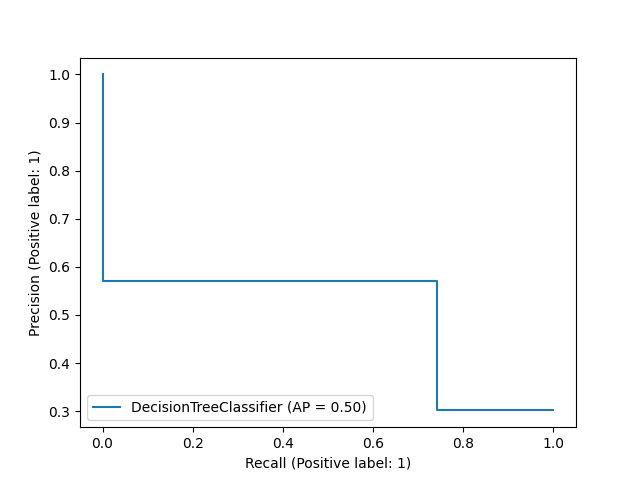 1.0
0.9
0.8
0.7
0.6
0.5
0.4
0.3
Precision (Positive label: 1)
DecisionTreeClassifier (AP = 0.50)
0.0 0.2 0.4 0.6 0.8 1.0
Recall (Positive label: 1)